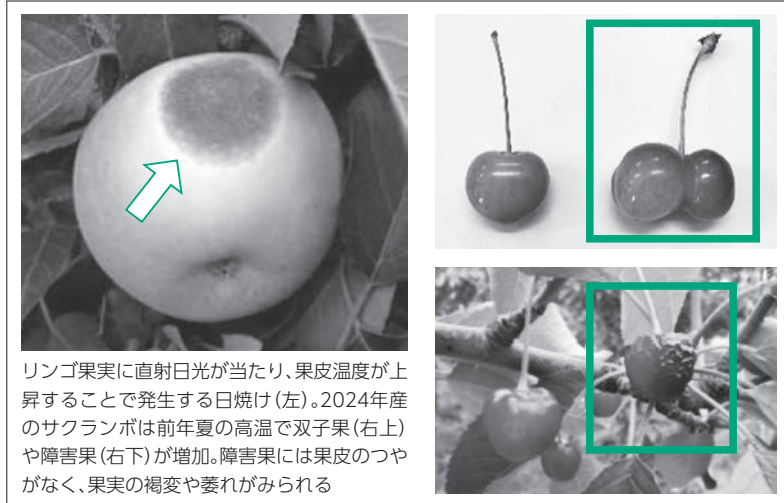 リンゴ果実に直射日光が当たり、果皮温度が上
昇することで発生する日焼け(左)。2024年産
のサクランボは前年夏の高温で双子果(右上)
や障害果(右下)が増加。障害果には果皮のつや
がなく、果実の褐変や萎れがみられる